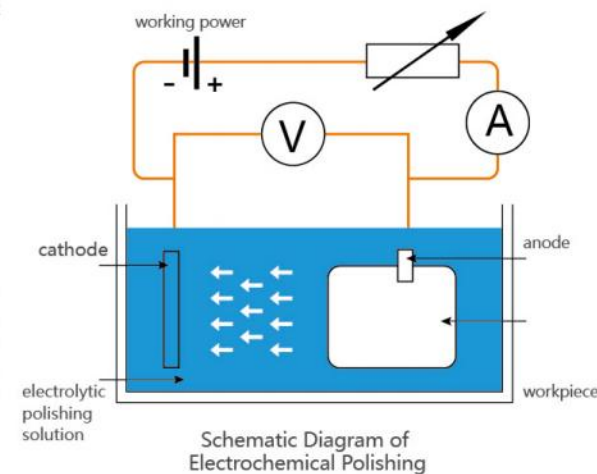 working power
- +
V
A
cathode
anode
electrolytic
polishing
solution
workpiece
Schematic Diagram of
Electrochemical Polishing